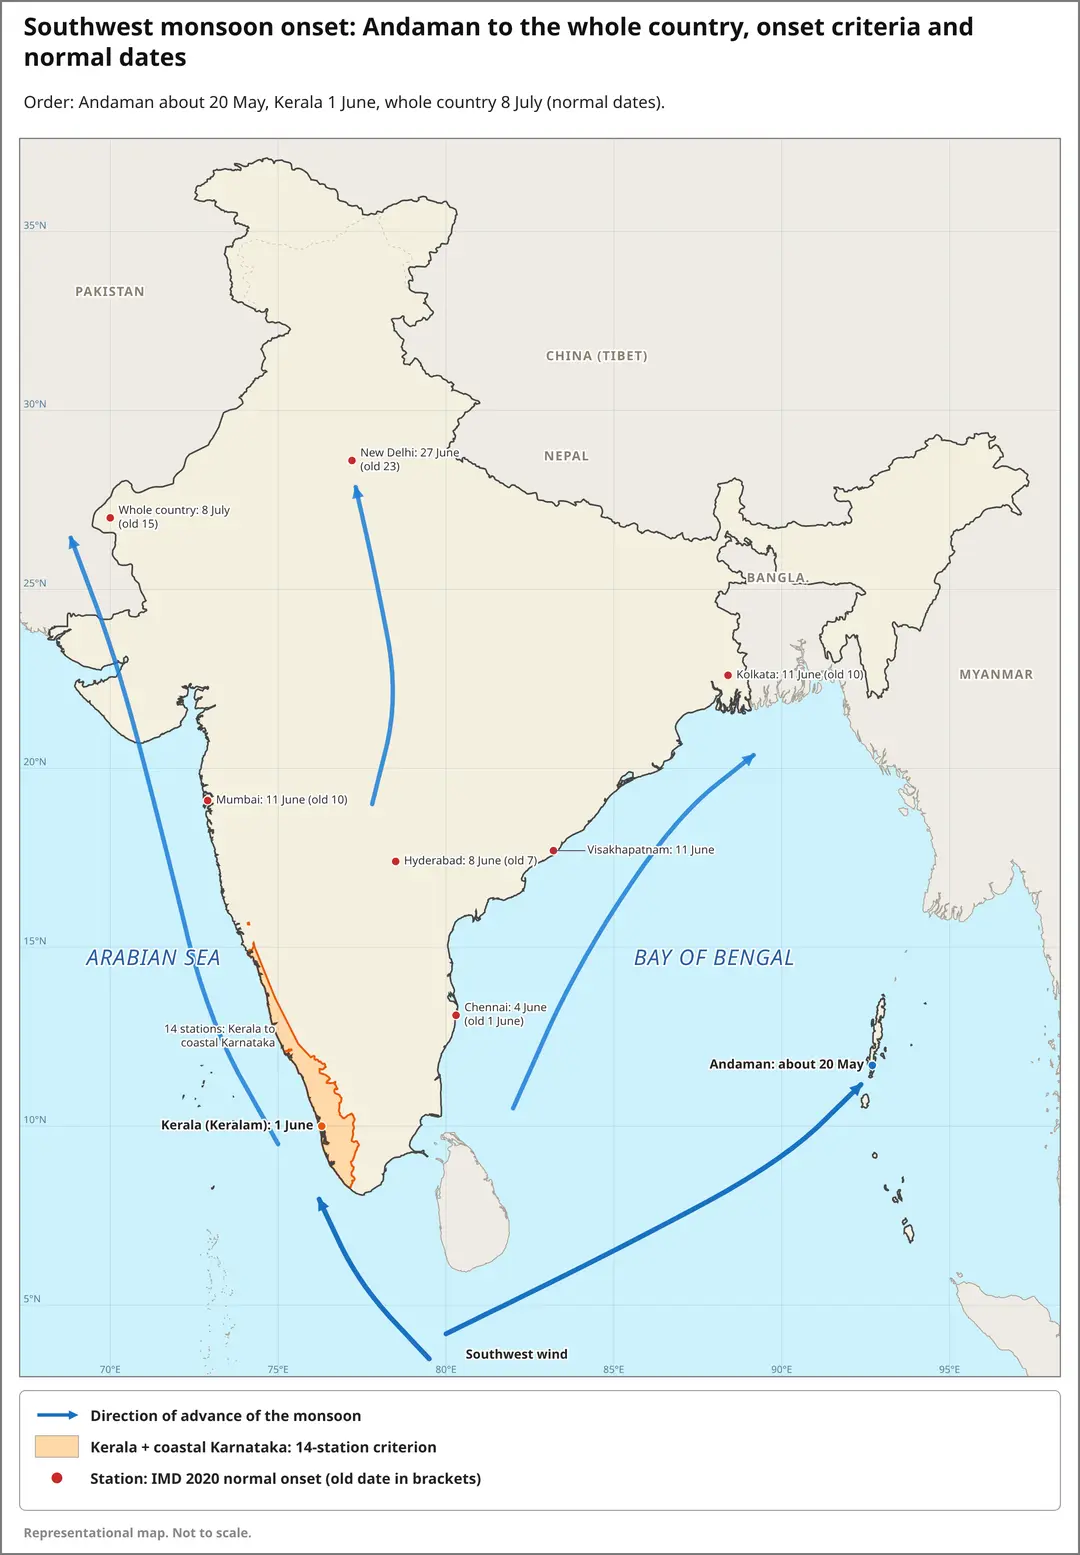 Southwest monsoon onset: Andaman to the whole country, onset criteria and
normal dates
Order: Andaman about 20 May, Kerala 1 June, whole country 8 July (normal dates).
35°N
PAKISTAN
CHINA (TIBET)
30°N
New Delhi: 27 June
(old 23)
NEPAL
Whole country: 8 July
(old 15)
25°N
BANGLA.
Kolkata: 11 June (old 10)
MYANMAR
20°N
Mumbai: 11 June (old 10)
Visakhapatnam: 11 June
Hyderabad: 8 June (old 7)
15°N
ARABIAN SEA
BAY OF BENGAL
Chennai: 4 June
(old 1 June)
14 stations: Kerala to
coastal Karnataka
Andaman: about 20 May
10°N
Kerala (Keralam): 1 June
5°N
Southwest wind
70°E
75°E
80°E
85°E
90°E
95°E
Direction of advance of the monsoon
Kerala + coastal Karnataka: 14-station criterion
Station: IMD 2020 normal onset (old date in brackets)
Representational map. Not to scale.